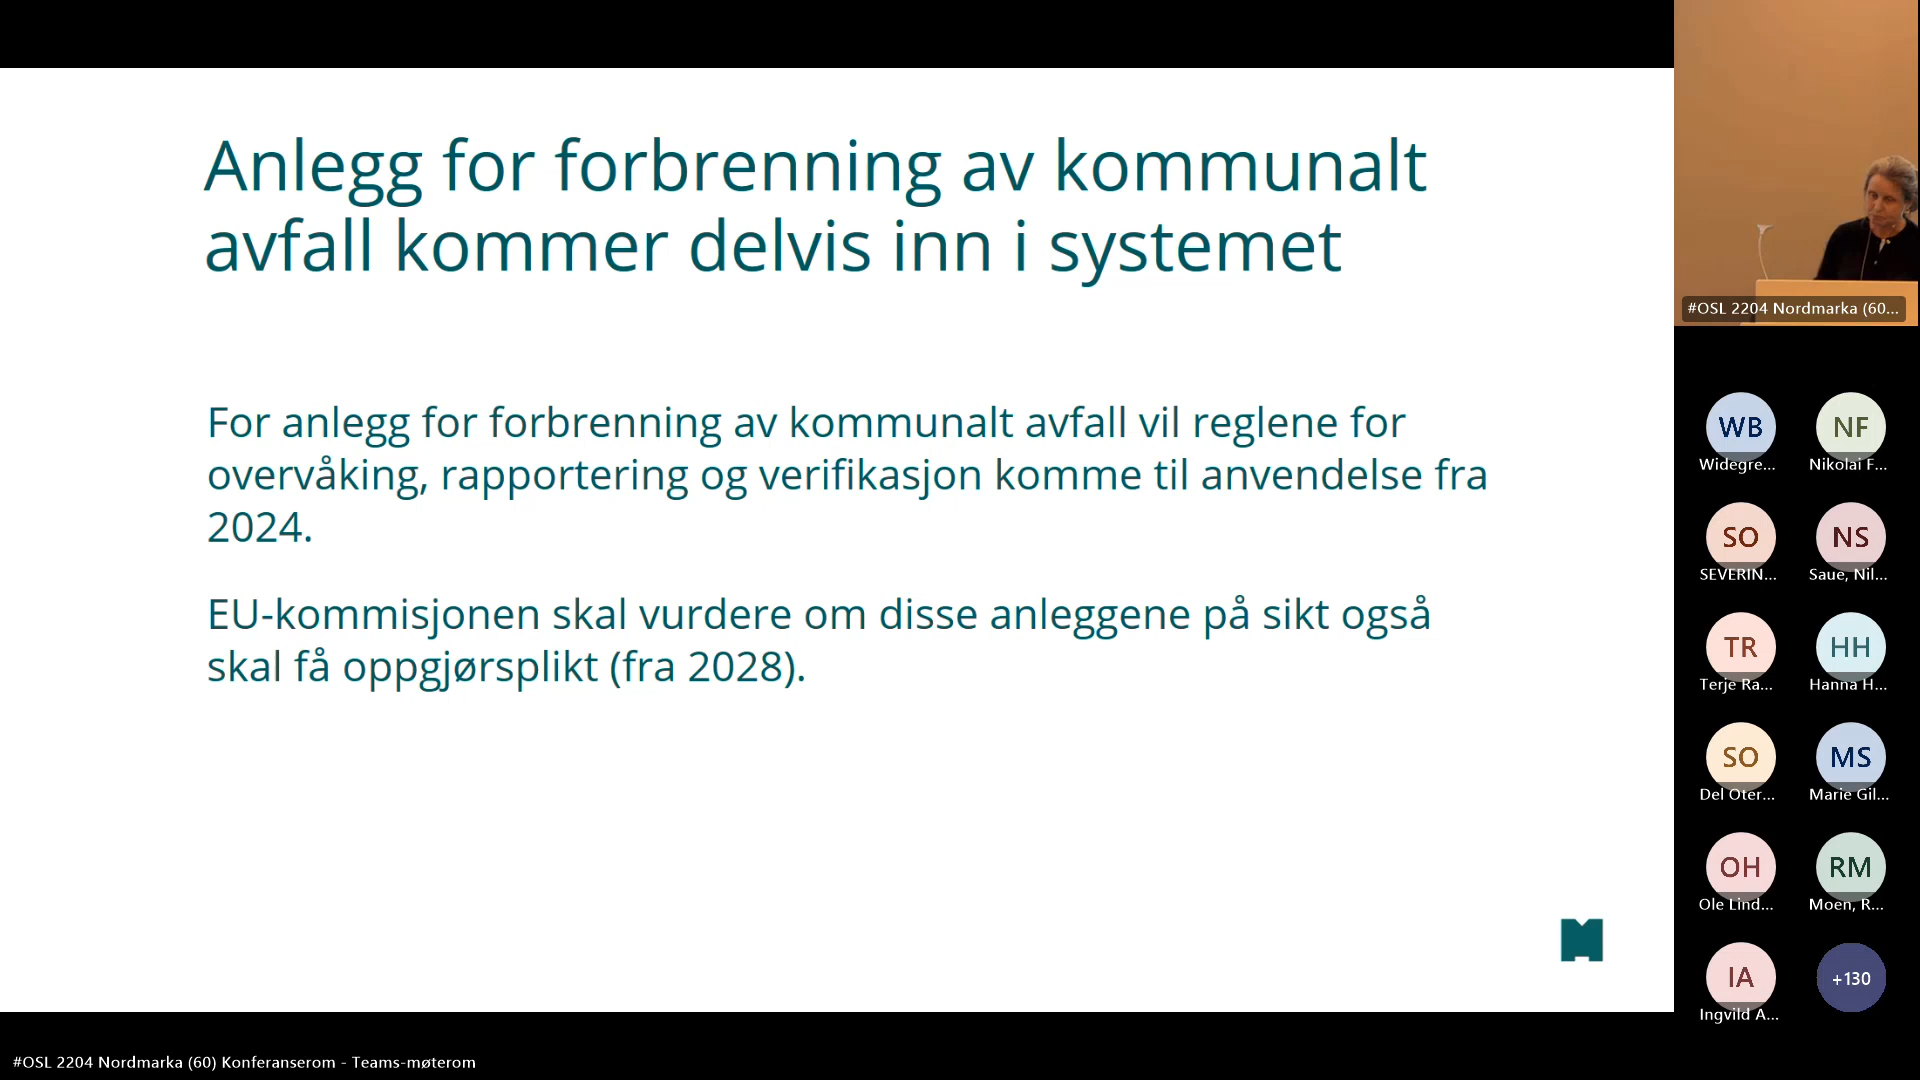 Anlegg for forbrenning av kommunalt
avfall kommer delvis inn i systemet
For anlegg for forbrenning av kommunalt avfall vil reglene for
overvåking, rapportering og verifikasjon komme til anvendelse fra
2024.
EU-kommisjonen skal vurdere om disse anleggene på sikt også
skal få oppgjørsplikt (fra 2028).
#OSL 2204 Nordmarka (60...
WB
NF
Widegre...
Nikolai F...
SO
NS
SEVERIN...
Saue, Nil...
TR
HH
Terje Ra...
Hanna H...
SO
MS
Del Oter...
Marie Gil...
OH
RM
Ole Lind...
Moen, R...
IA
+130
Ingvild A...
#OSL 2204 Nordmarka (60) Konferanserom - Teams-møterom